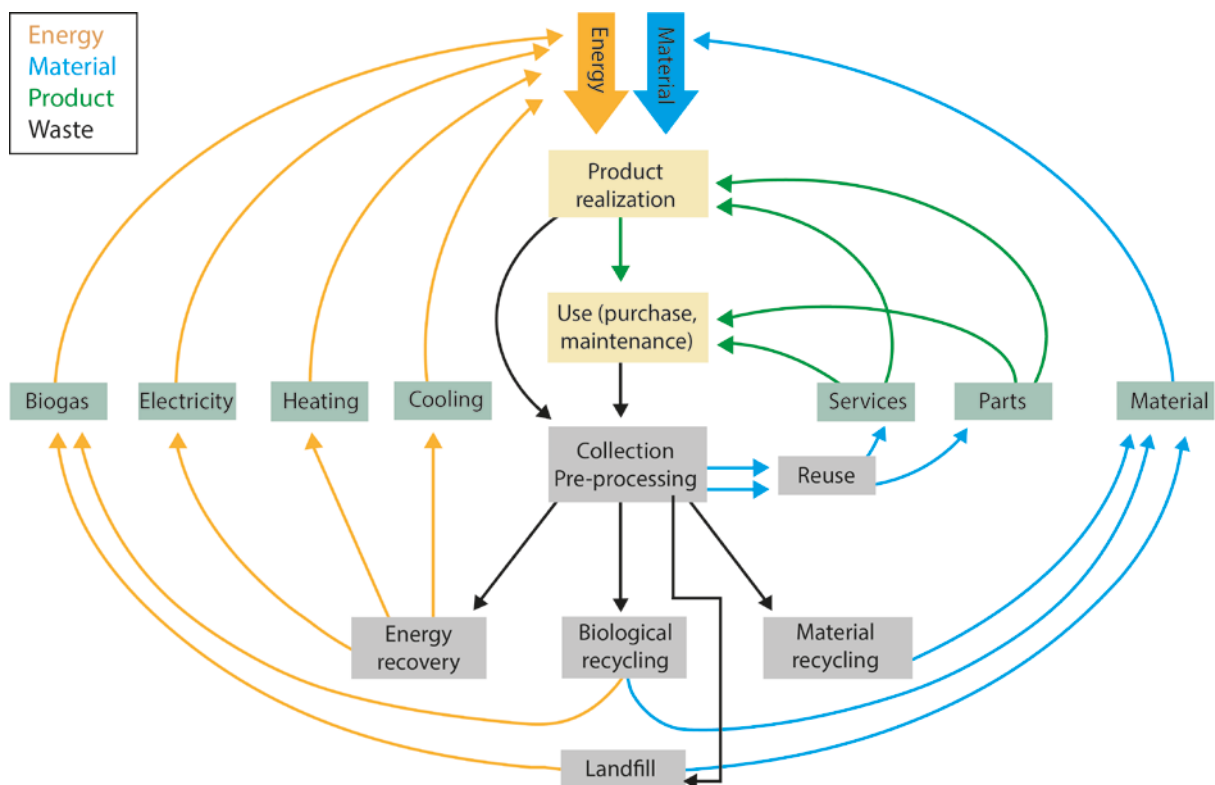 Energy
Material
Product
Waste
Energy
Material
Product
realization
Use (purchase,
maintenance)
Biogas
Electricity
Heating
Cooling
Services
Parts
Material
Collection
Pre-processing
Reuse
Energy
recovery
Biological
recycling
Material
recycling
Landfill